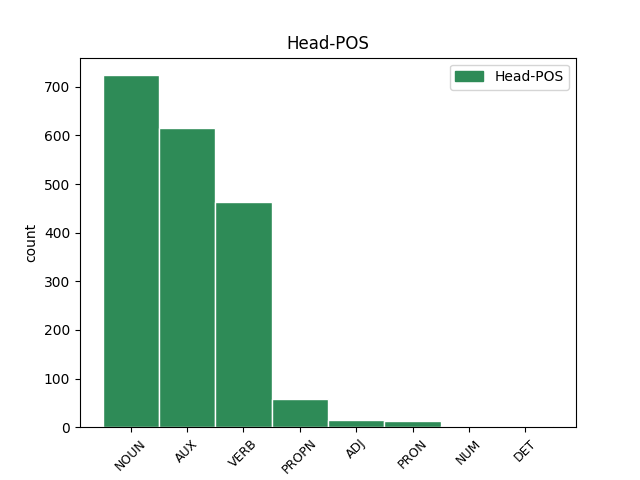 Head-POS
Head-POS
700
600
500
400
300
200
100
0
count
NOUN
AUX
VERB
PROPN
ADJ
PRON
NUM
DET